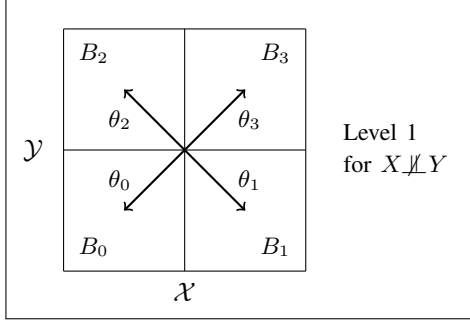 B₂ B₃
θ₂ θ₃
𝒴
Level 1
for X ⊥̸⊥ Y
θ₀ θ₁
B₀ B₁
𝒳